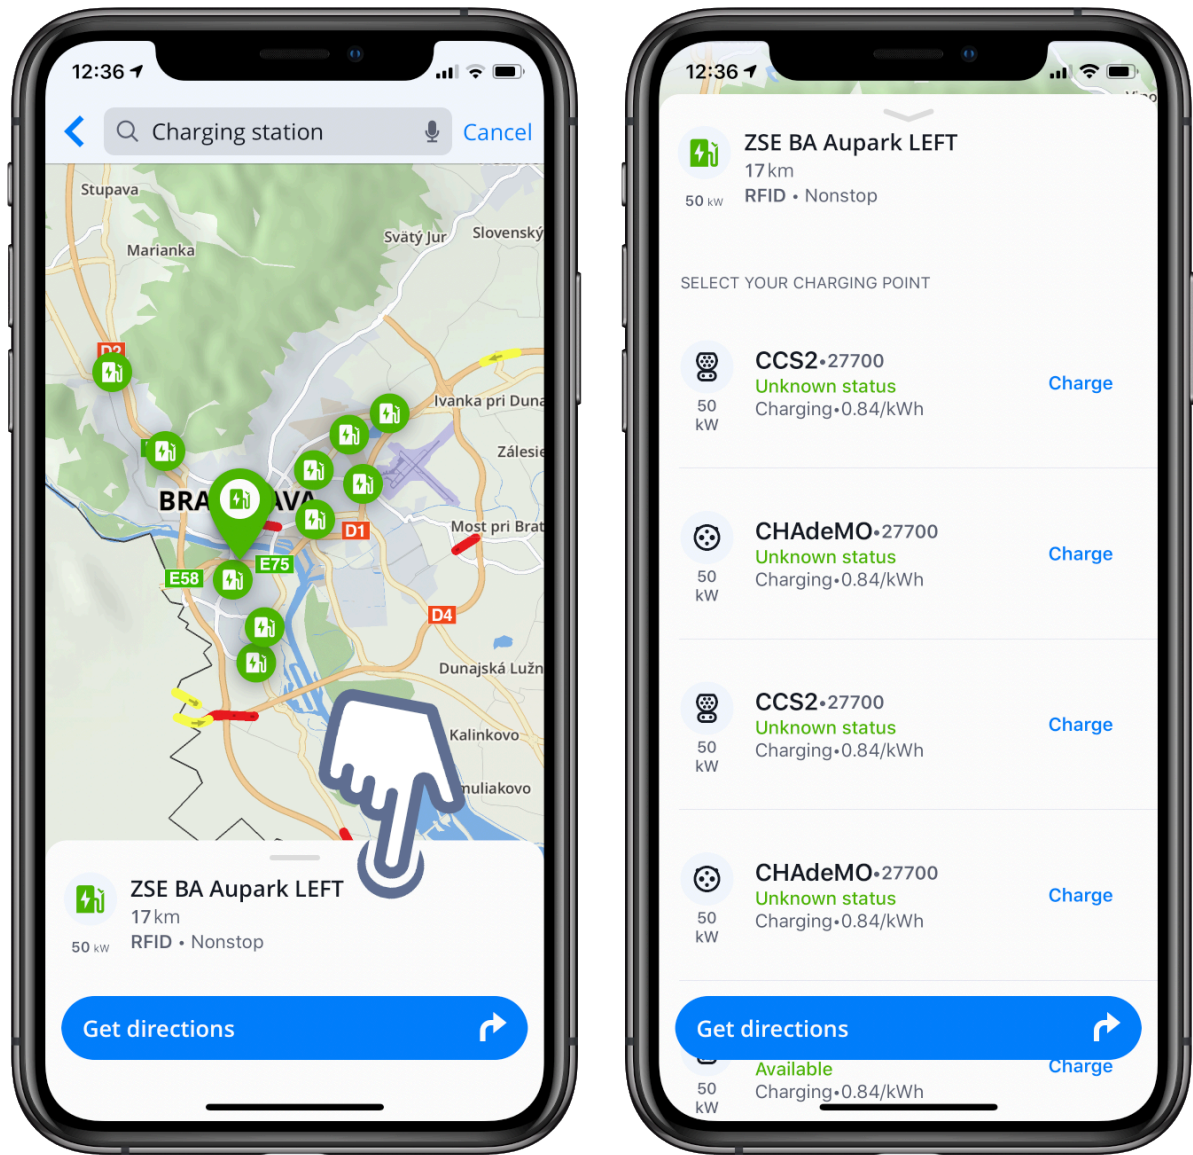 12:36
Charging station
Cancel
Stupava
Marianka
Svätý Jur
Slovenský
D2
Ivanka pri Duna
Zálesie
BRA AVA
D1
Most pri Brat
E75
E58
D4
Dunajská Lužn
Kalinkovo
muliakovo
ZSE BA Aupark LEFT
17 km
50 kW
RFID • Nonstop
Get directions
12:36
ZSE BA Aupark LEFT
17 km
50 kW
RFID • Nonstop
SELECT YOUR CHARGING POINT
CCS2•27700
Unknown status
Charging•0.84/kWh
50
kW
Charge
CHAdeMO•27700
Unknown status
Charging•0.84/kWh
50
kW
Charge
CCS2•27700
Unknown status
Charging•0.84/kWh
50
kW
Charge
CHAdeMO•27700
Unknown status
Charging•0.84/kWh
50
kW
Charge
Get directions
Available
Charging•0.84/kWh
50
kW
Charge